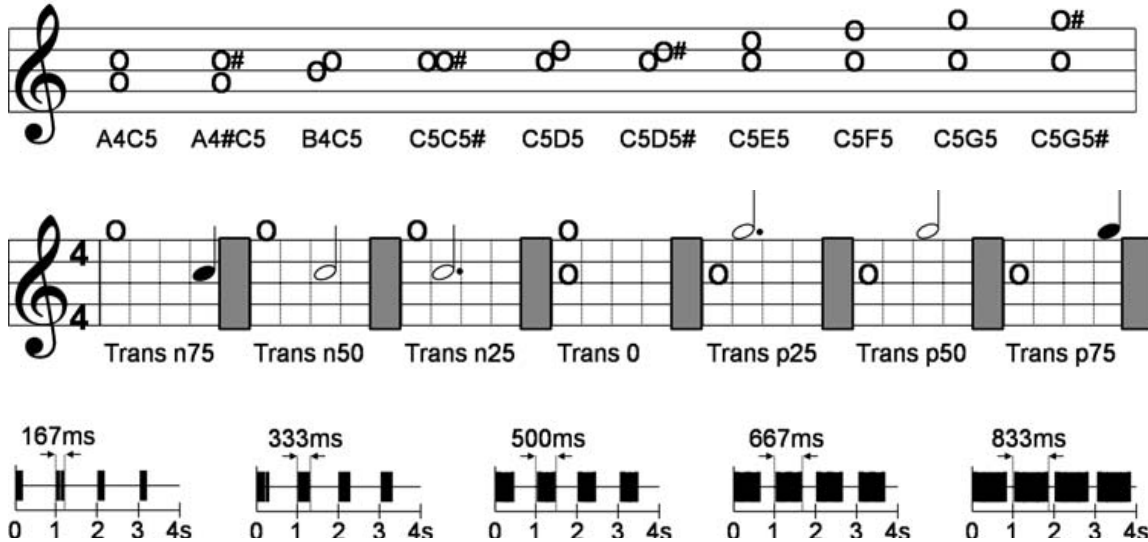 # # # #
A4C5 A4#C5 B4C5 C5C5# C5D5 C5D5# C5E5 C5F5 C5G5 C5G5#
4
4
Trans n75 Trans n50 Trans n25 Trans 0 Trans p25 Trans p50 Trans p75
167ms 333ms 500ms 667ms 833ms
0 1 2 3 4s 0 1 2 3 4s 0 1 2 3 4s 0 1 2 3 4s 0 1 2 3 4s